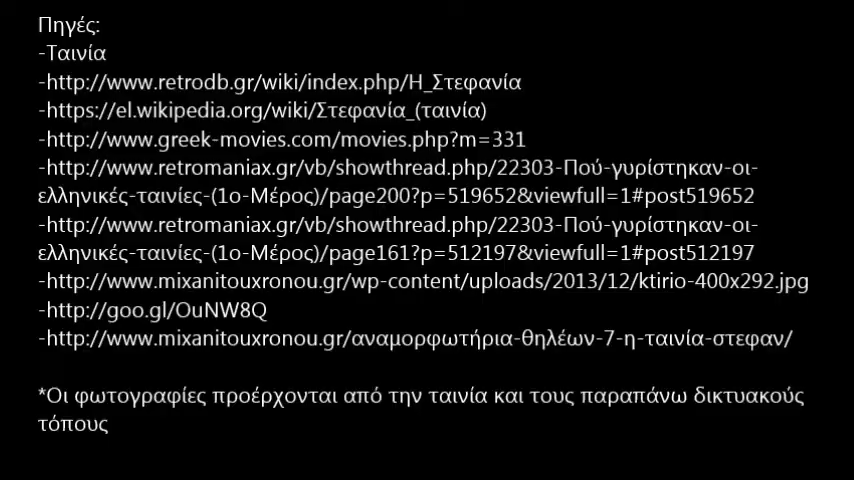 Πηγές:
-Ταινία
-http://www.retrodb.gr/wiki/index.php/Η_Στεφανία
-https://el.wikipedia.org/wiki/Στεφανία_(ταινία)
-http://www.greek-movies.com/movies.php?m=331
-http://www.retromaniax.gr/vb/showthread.php/22303-Πού-γυρίστηκαν-οι-
ελληνικές-ταινίες-(1ο-Μέρος)/page200?p=519652&viewfull=1#post519652
-http://www.retromaniax.gr/vb/showthread.php/22303-Πού-γυρίστηκαν-οι-
ελληνικές-ταινίες-(1ο-Μέρος)/page161?p=512197&viewfull=1#post512197
-http://www.mixanitouxronou.gr/wp-content/uploads/2013/12/ktirio-400x292.jpg
-http://goo.gl/OuNW8Q
-http://www.mixanitouxronou.gr/αναμορφωτήρια-θηλέων-7-η-ταινία-στεφαν/
*Οι φωτογραφίες προέρχονται από την ταινία και τους παραπάνω δικτυακούς
τόπους